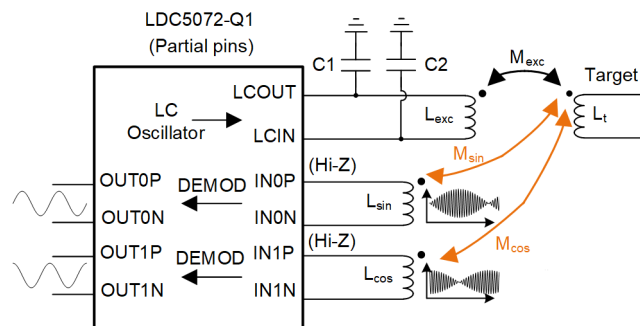 LDC5072-Q1
(Partial pins)
C1
C2
Mexc
Target
LCOUT
Lexc
Lt
LC
Oscillator
LCIN
Msin
(Hi-Z)
OUT0P
DEMOD
IN0P
Lsin
OUT0N
IN0N
(Hi-Z)
OUT1P
DEMOD
IN1P
Mcos
Lcos
OUT1N
IN1N